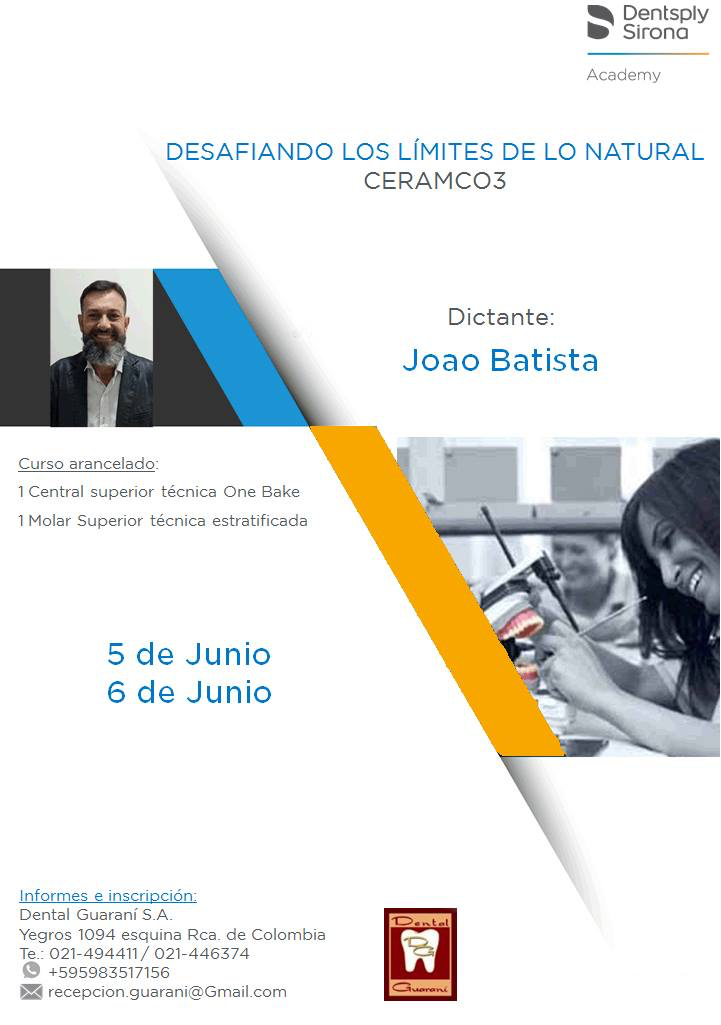 Dentsply
Sirona
Academy
DESAFIANDO LOS LÍMITES DE LO NATURAL
CERAMCO3
Dictante:
Joao Batista
Curso arancelado:
1 Central superior técnica One Bake
1 Molar Superior técnica estratificada
5 de Junio
6 de Junio
Informes e inscripción:
Dental Guaraní S.A.
Yegros 1094 esquina Rca. de Colombia
Te.: 021-494411 / 021-446374
+595983517156
recepcion.guarani@Gmail.com
Dental
DG
Guaraní